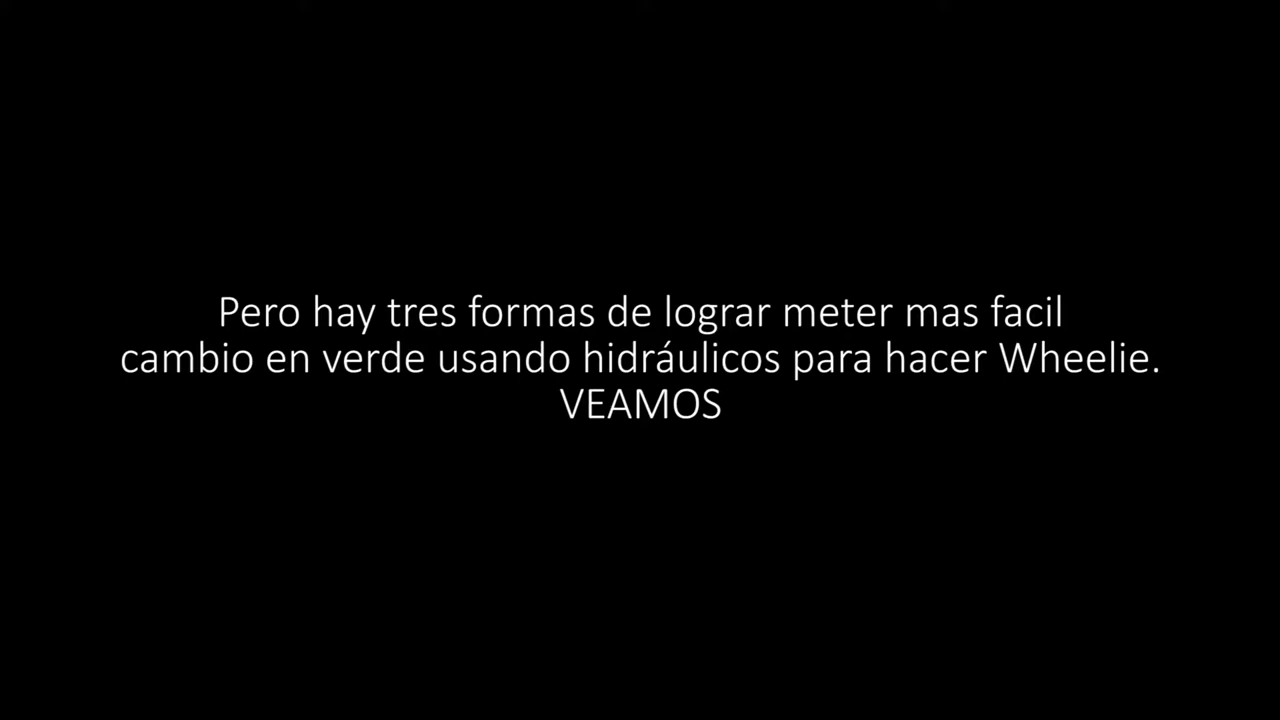 Pero hay tres formas de lograr meter mas facil
cambio en verde usando hidráulicos para hacer Wheelie.
VEAMOS